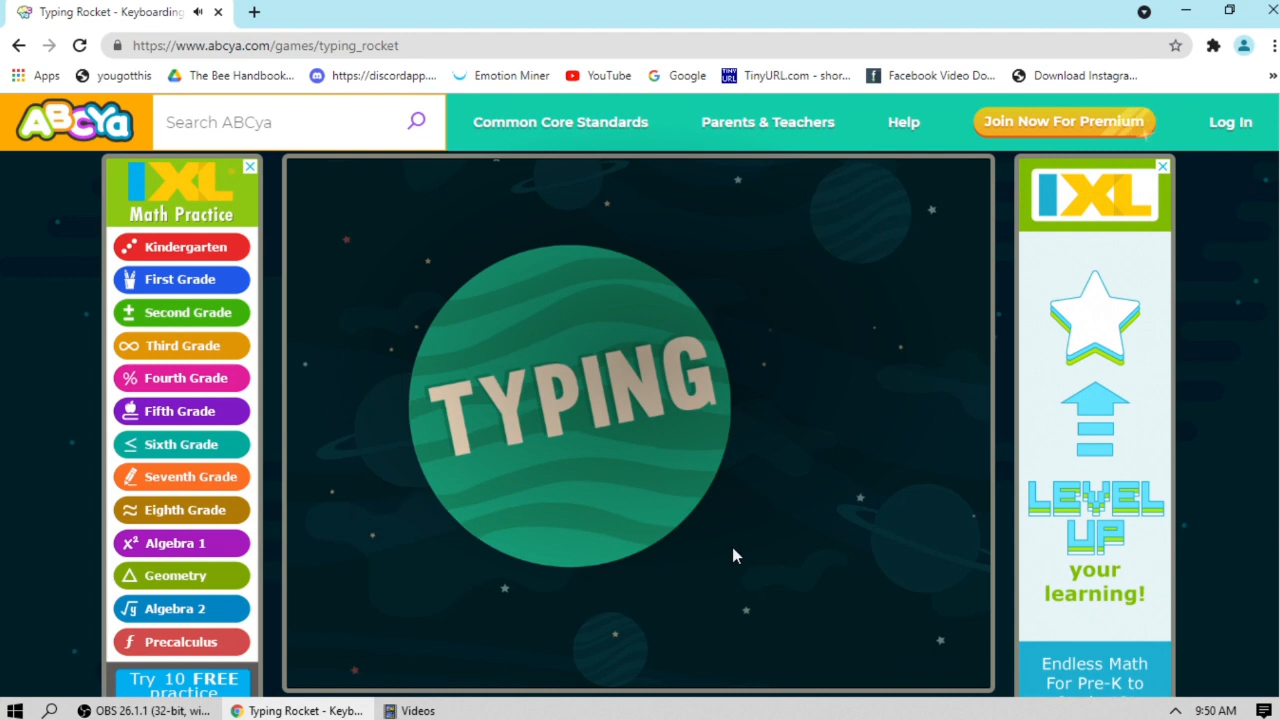 Typing Rocket - Keyboarding
https://www.abcya.com/games/typing_rocket
Apps yougotthis The Bee Handbook... https://discordapp.... Emotion Miner YouTube Google TinyURL.com - shor... Facebook Video Do... Download Instagra... »
ABCYa Search ABCya Common Core Standards Parents & Teachers Help Join Now For Premium Log In
IXL
Math Practice
Kindergarten
First Grade
Second Grade
Third Grade
% Fourth Grade
Fifth Grade
≤ Sixth Grade
Seventh Grade
≈ Eighth Grade
x² Algebra 1
Geometry
√y Algebra 2
f Precalculus
Try 10 FREE
practice
TYPING
IXL
LEVEL
UP
your
learning!
Endless Math
For Pre-K to
OBS 26.1.1 (32-bit, wi... Typing Rocket - Keyb... Videos 9:50 AM